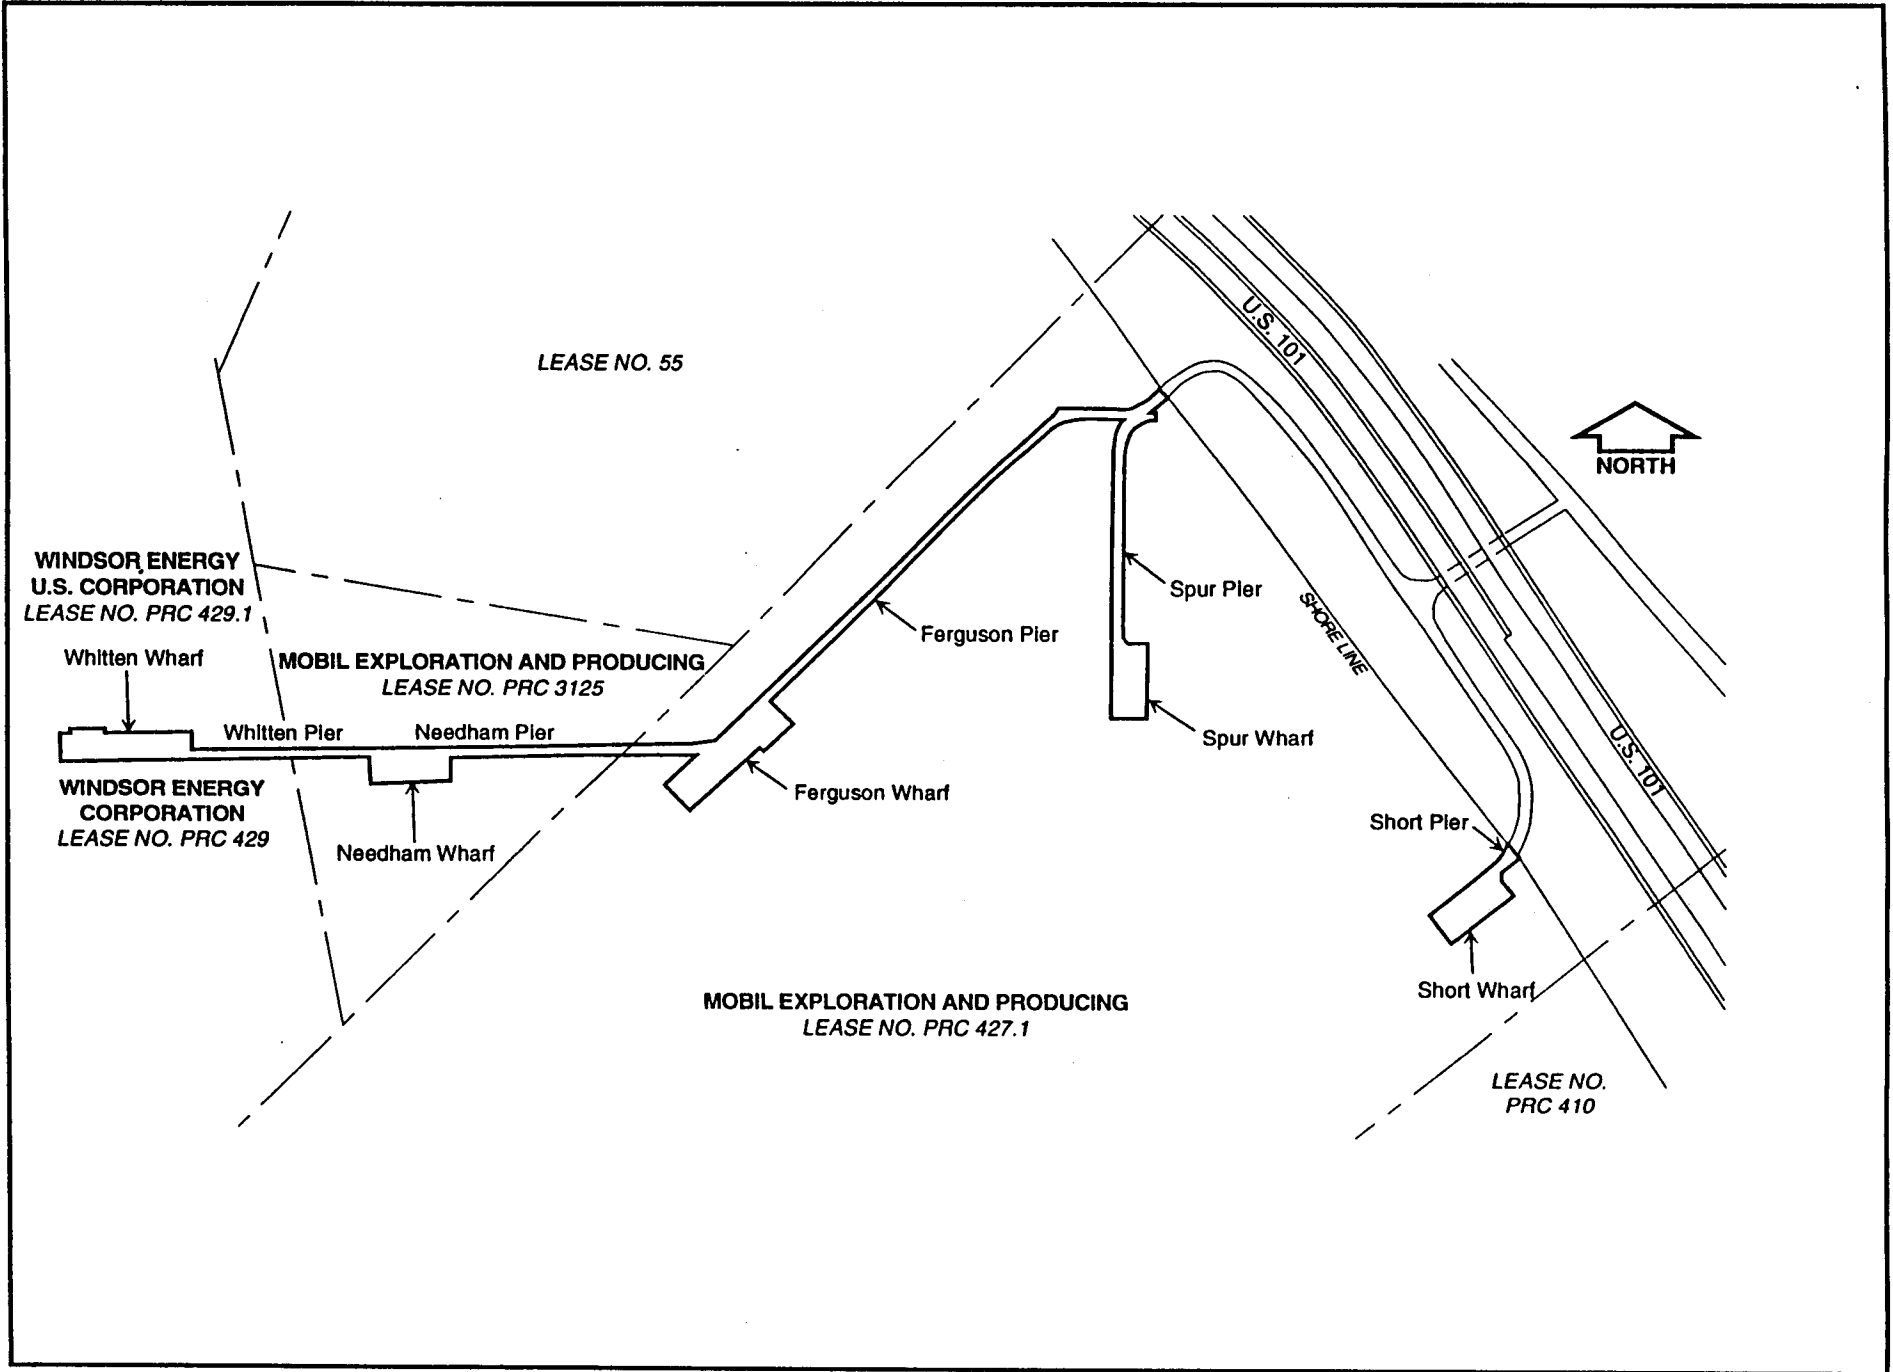 U.S. 101
LEASE NO. 55
NORTH
WINDSOR ENERGY
U.S. CORPORATION
LEASE NO. PRC 429.1
Spur Pier
SHORE LINE
Ferguson Pier
Whitten Wharf
MOBIL EXPLORATION AND PRODUCING
LEASE NO. PRC 3125
Whitten Pier
Needham Pier
Spur Wharf
U.S. 101
WINDSOR ENERGY
CORPORATION
LEASE NO. PRC 429
Ferguson Wharf
Short Pier
Needham Wharf
Short Wharf
MOBIL EXPLORATION AND PRODUCING
LEASE NO. PRC 427.1
LEASE NO.
PRC 410